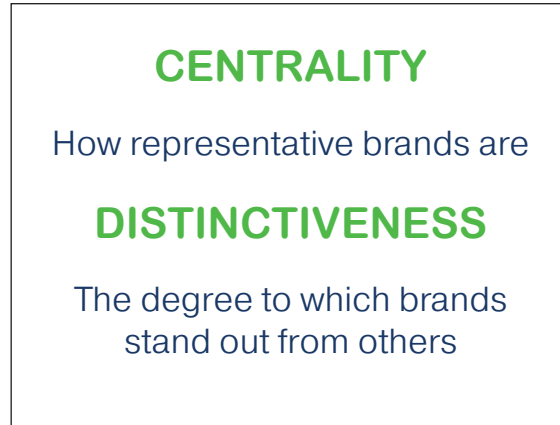 CENTRALITY
How representative brands are
DISTINCTIVENESS
The degree to which brands
stand out from others